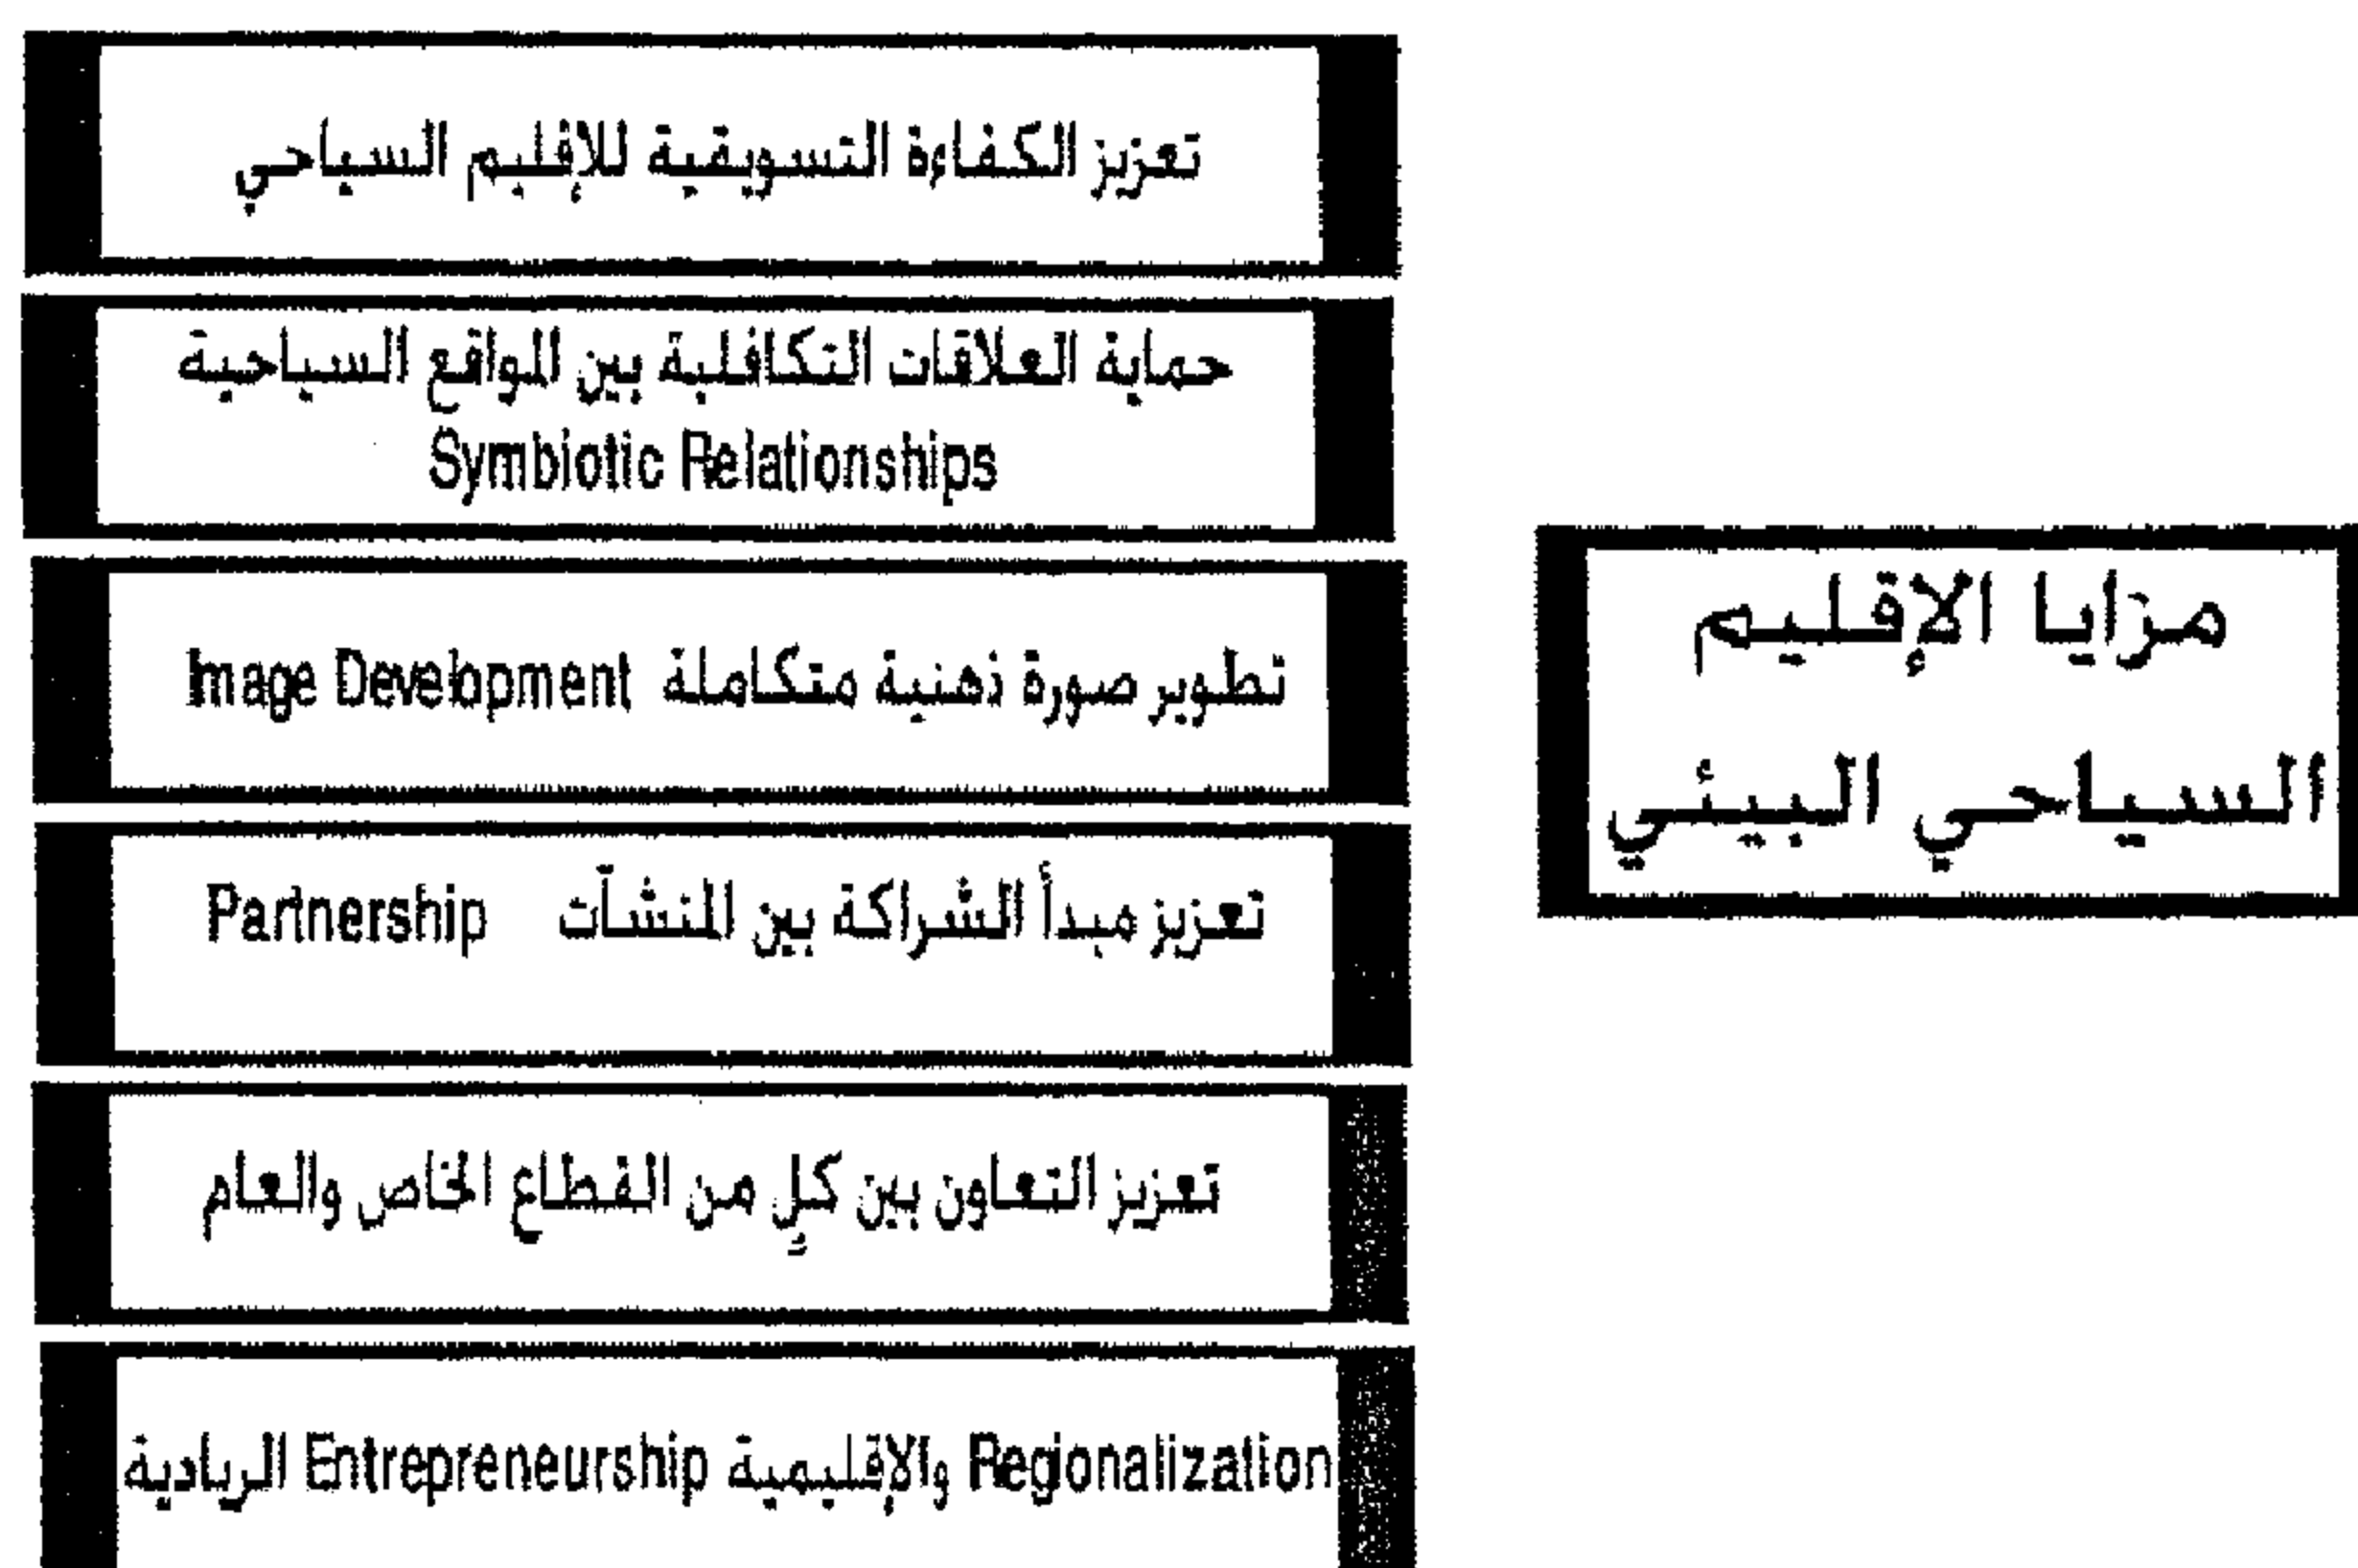 مزايا الإقليم
السياحي البيئي
تعزيز الكفاءة التسويقية للإقليم السياحي
حماية العلاقات التكافلية بين المواقع السياحية
Symbiotic Relationships
تطوير صورة ذهنية متكاملة Image Development
تعزيز مبدأ الشراكة بين المنشآت Partnership
تعزيز التعاون بين كلٍ من القطاع الخاص والعام
الريادية Entrepreneurship والإقليمية Regionalization